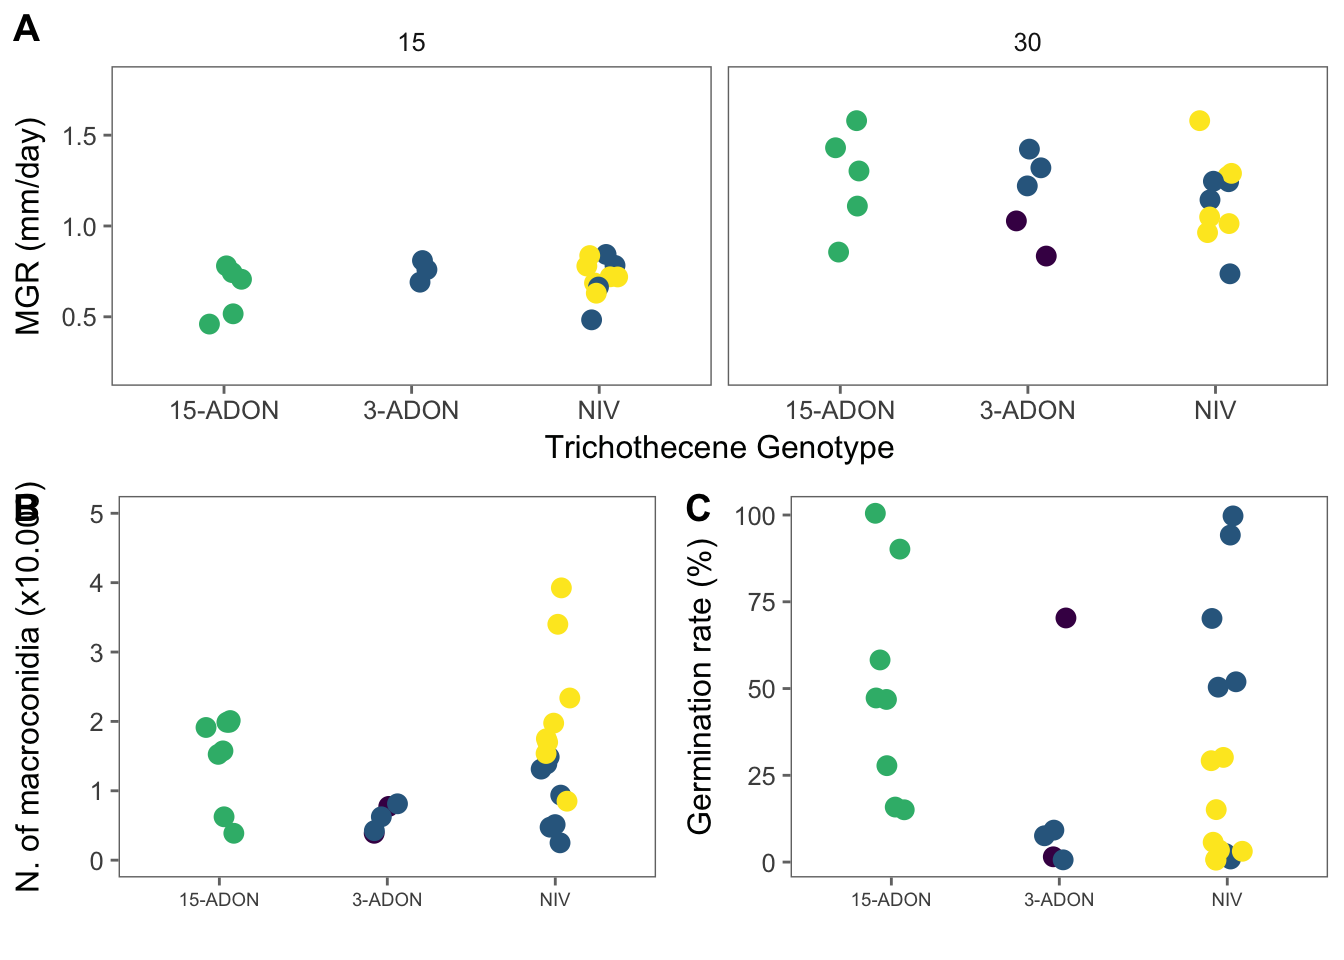 A
15
30
MGR (mm/day)
1.5
1.0
0.5
15-ADON
3-ADON
NIV
15-ADON
3-ADON
NIV
Trichothecene Genotype
B
N. of macroconidia (x10.00
5
4
3
2
1
0
15-ADON
3-ADON
NIV
C
Germination rate (%)
100
75
50
25
0
15-ADON
3-ADON
NIV